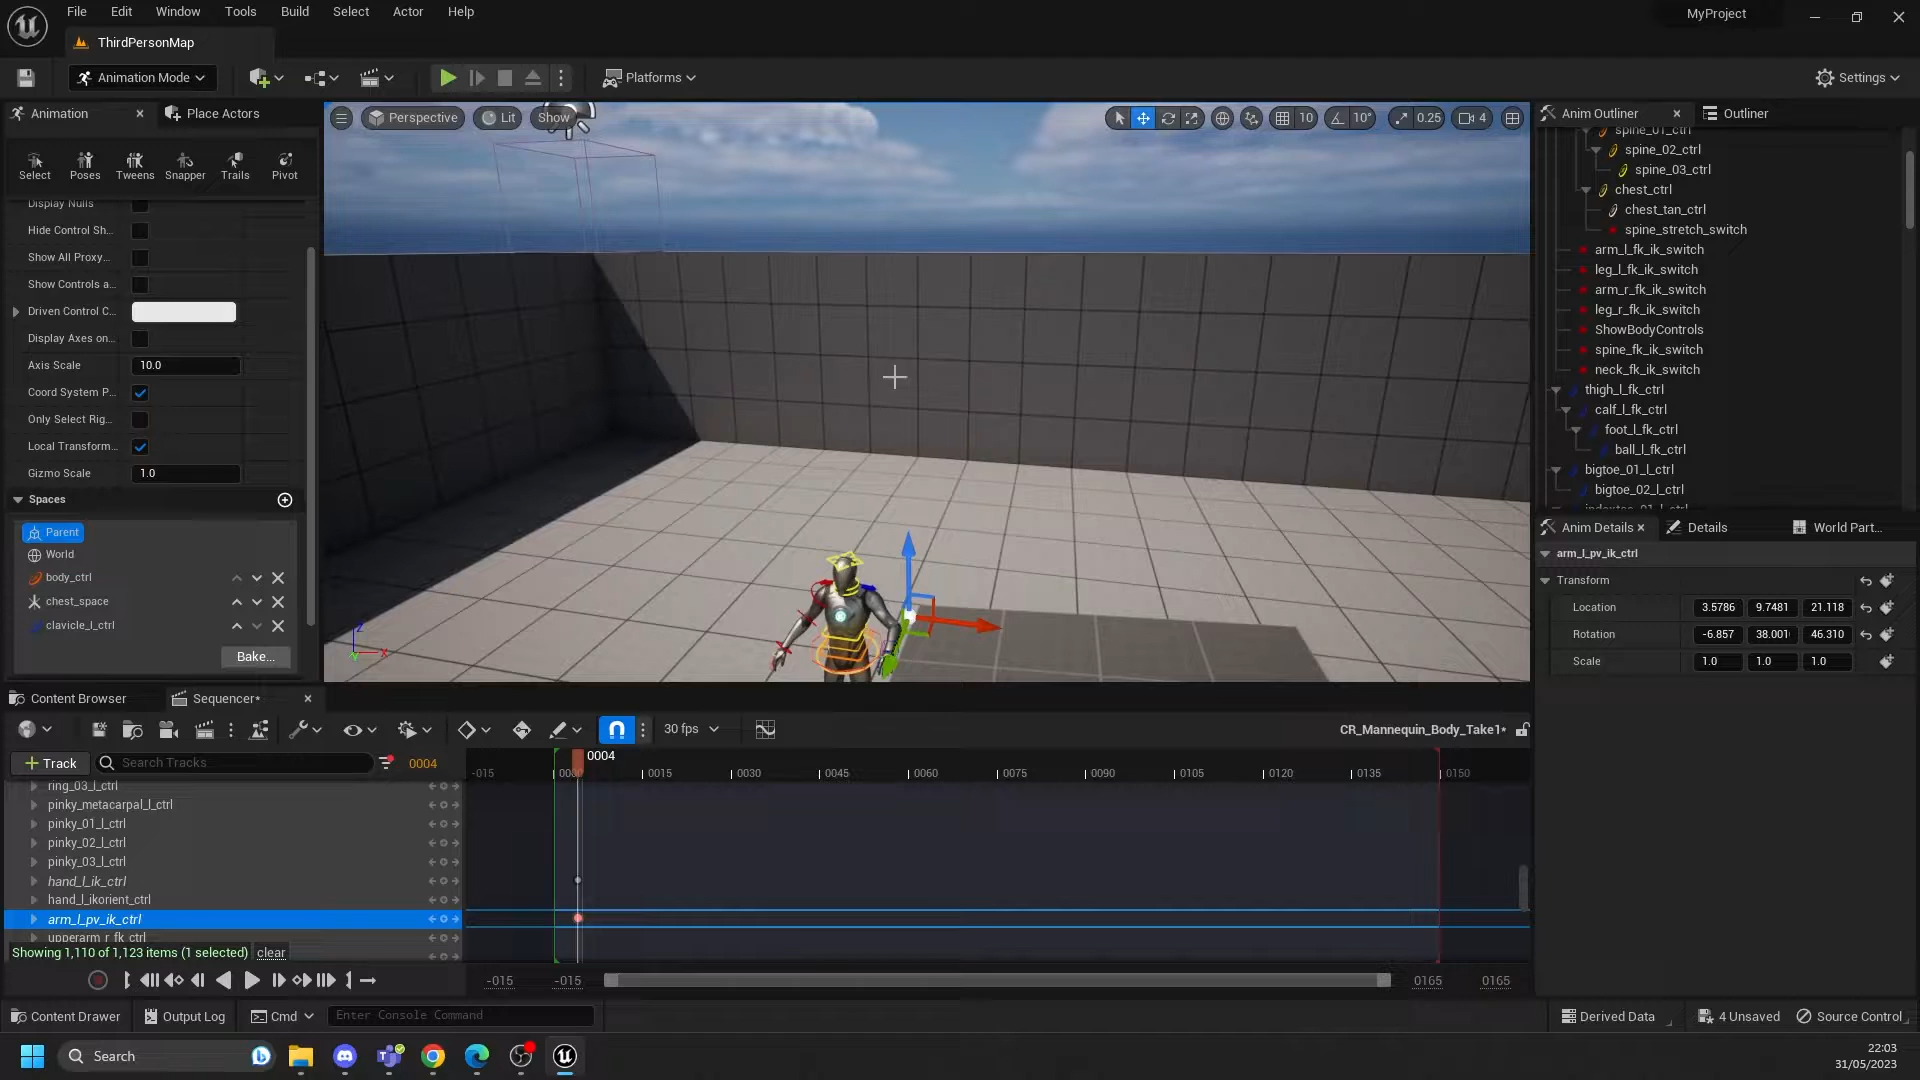 File Edit Window Tools Build Select Actor Help
MyProject
ThirdPersonMap
Animation Mode
Platforms
Settings
Animation
Place Actors
Perspective
Lit
Show
10
10°
0.25
4
Anim Outliner
Outliner
Select Poses Tweens Snapper Trails Pivot
Display Nulls
Hide Control Sh...
Show All Proxy...
Show Controls a...
Driven Control C...
Display Axes on...
Axis Scale 10.0
Coord System P...
Only Select Rig...
Local Transform...
Gizmo Scale 1.0
Spaces
Parent
World
body_ctrl
chest_space
clavicle_l_ctrl
Bake...
Z
X
Y
spine_01_ctrl
spine_02_ctrl
spine_03_ctrl
chest_ctrl
chest_tan_ctrl
spine_stretch_switch
arm_l_fk_ik_switch
leg_l_fk_ik_switch
arm_r_fk_ik_switch
leg_r_fk_ik_switch
ShowBodyControls
spine_fk_ik_switch
neck_fk_ik_switch
thigh_l_fk_ctrl
calf_l_fk_ctrl
foot_l_fk_ctrl
ball_l_fk_ctrl
bigtoe_01_l_ctrl
bigtoe_02_l_ctrl
Anim Details
Details
World Part...
arm_l_pv_ik_ctrl
Transform
Location 3.5786 9.7481 21.118
Rotation -6.857 38.001 46.310
Scale 1.0 1.0 1.0
Content Browser
Sequencer*
30 fps
CR_Mannequin_Body_Take1*
Track
Search Tracks
0004
0004
-015 0000 0015 0030 0045 0060 0075 0090 0105 0120 0135 0150
ring_03_l_ctrl
pinky_metacarpal_l_ctrl
pinky_01_l_ctrl
pinky_02_l_ctrl
pinky_03_l_ctrl
hand_l_ik_ctrl
hand_l_ikorient_ctrl
arm_l_pv_ik_ctrl
upperarm_r_fk_ctrl
Showing 1,110 of 1,123 items (1 selected) clear
-015 -015 0165 0165
Content Drawer
Output Log
Cmd
Enter Console Command
Derived Data
4 Unsaved
Source Control
Search
22:03
31/05/2023